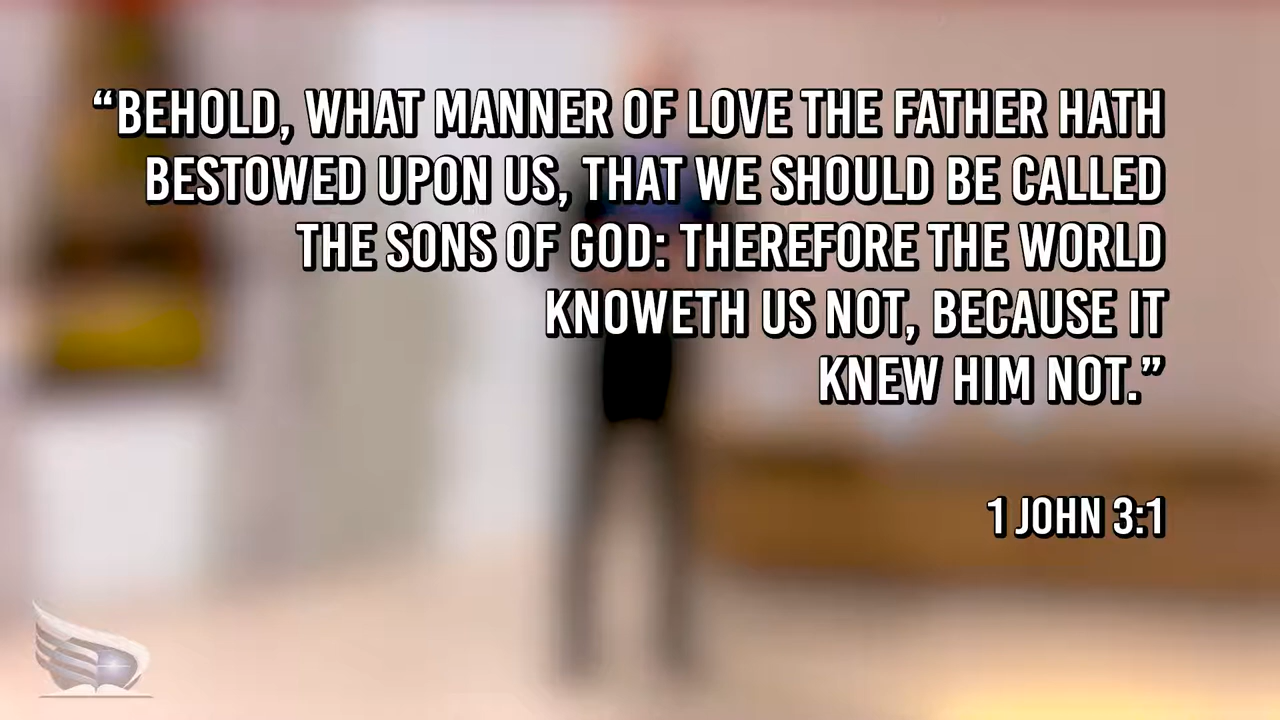 “BEHOLD, WHAT MANNER OF LOVE THE FATHER HATH
BESTOWED UPON US, THAT WE SHOULD BE CALLED
THE SONS OF GOD: THEREFORE THE WORLD
KNOWETH US NOT, BECAUSE IT
KNEW HIM NOT.”
1 JOHN 3:1